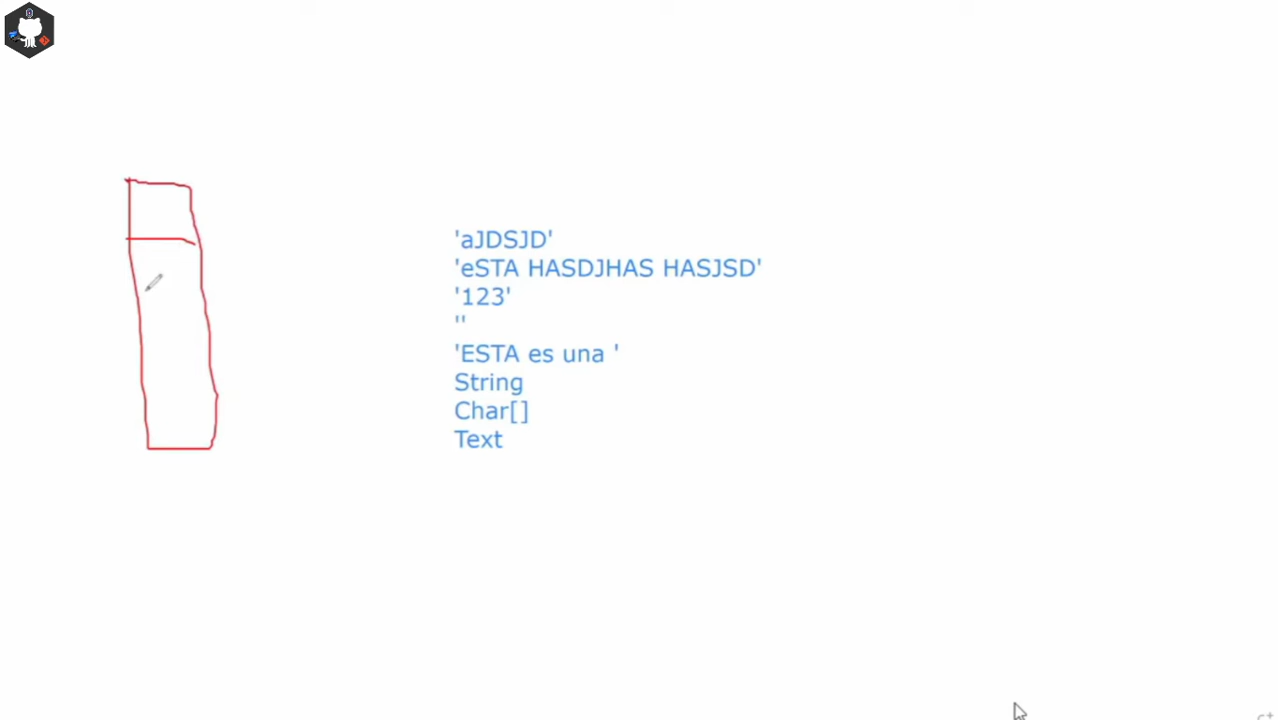 'aJDSJD'
'eSTA HASDJHAS HASJSD'
'123'
''
'ESTA es una '
String
Char[]
Text